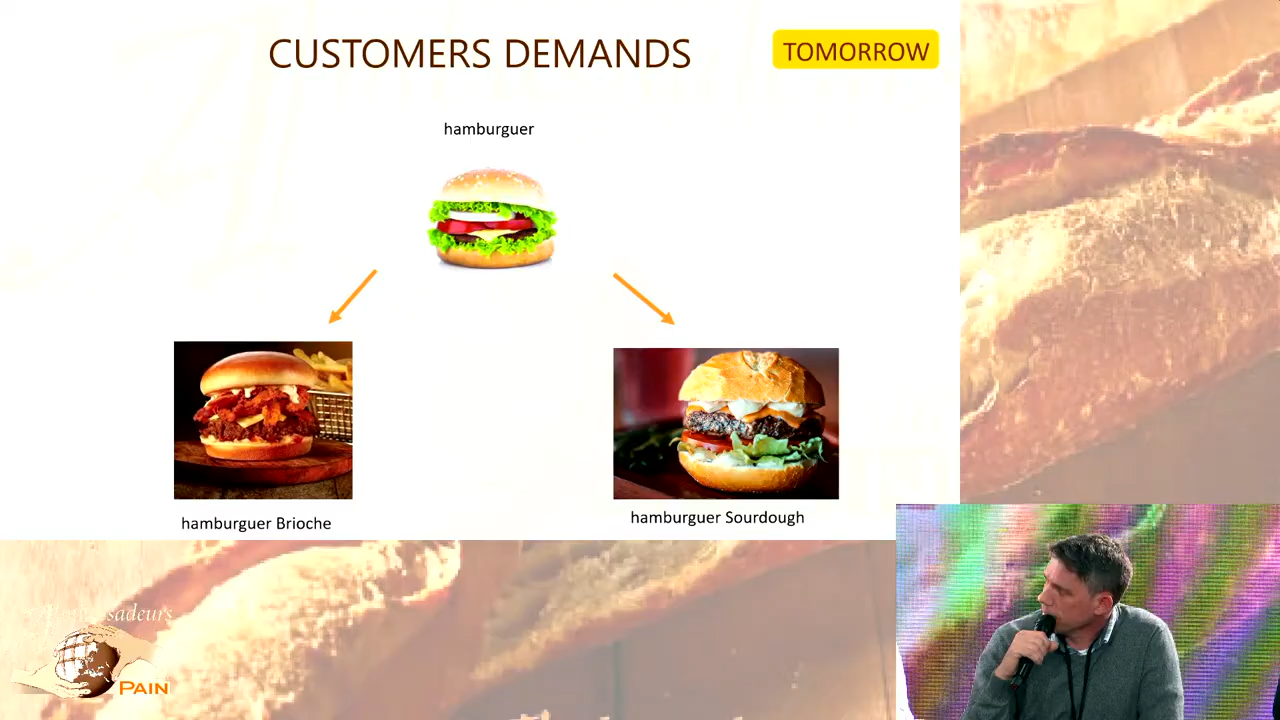 CUSTOMERS DEMANDS
TOMORROW
hamburguer
hamburguer Brioche
hamburguer Sourdough
PAIN